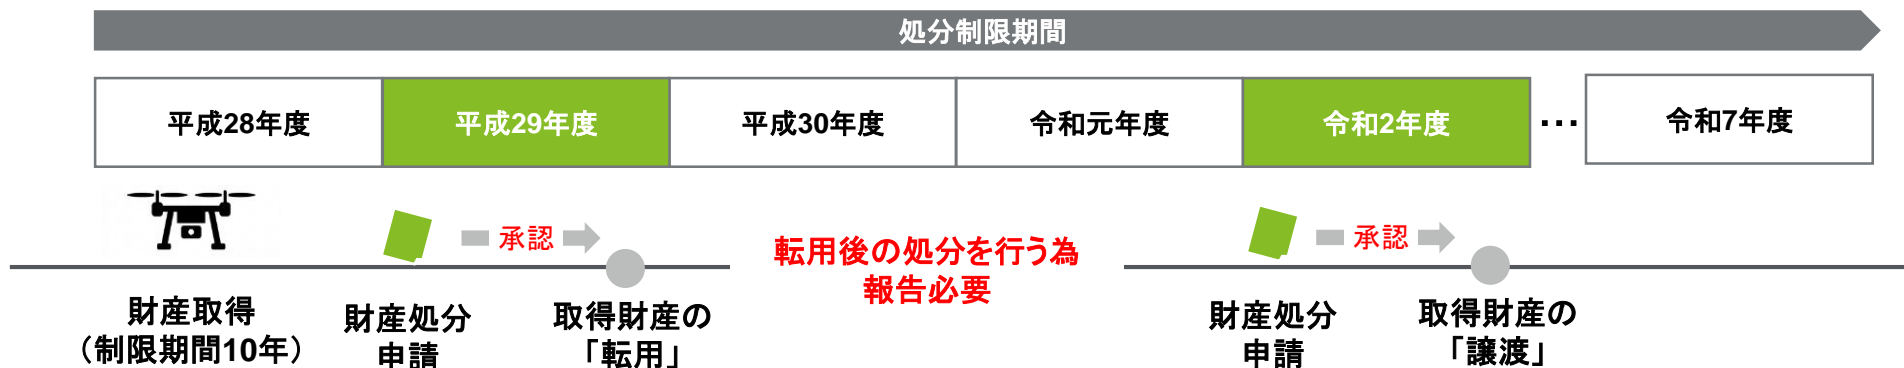 処分制限期間
平成28年度
平成29年度
平成30年度
令和元年度
令和2年度
…
令和7年度
承認
転用後の処分を行う為
報告必要
承認
財産取得
（制限期間10年）
財産処分
申請
取得財産の
「転用」
財産処分
申請
取得財産の
「譲渡」